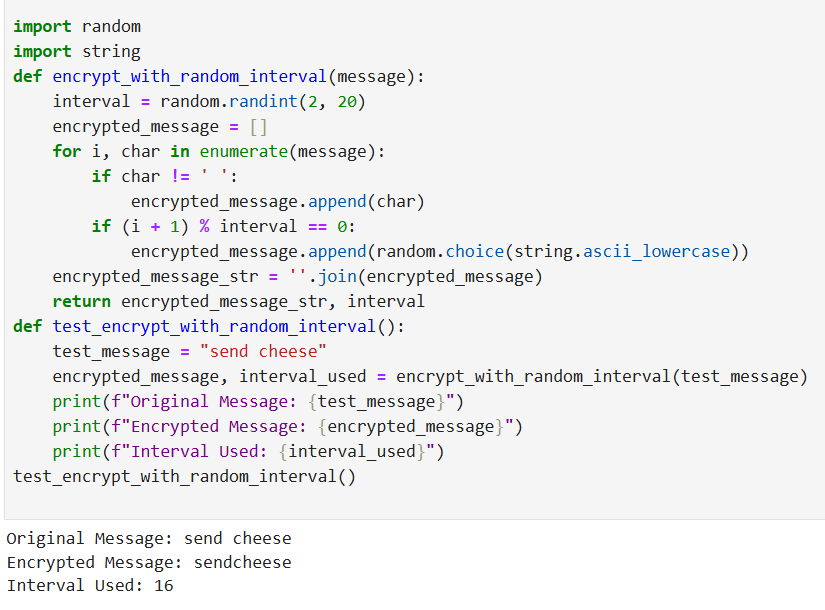 import random
import string
def encrypt_with_random_interval(message):
    interval = random.randint(2, 20)
    encrypted_message = []
    for i, char in enumerate(message):
        if char != ' ':
            encrypted_message.append(char)
        if (i + 1) % interval == 0:
            encrypted_message.append(random.choice(string.ascii_lowercase))
    encrypted_message_str = ''.join(encrypted_message)
    return encrypted_message_str, interval
def test_encrypt_with_random_interval():
    test_message = "send cheese"
    encrypted_message, interval_used = encrypt_with_random_interval(test_message)
    print(f"Original Message: {test_message}")
    print(f"Encrypted Message: {encrypted_message}")
    print(f"Interval Used: {interval_used}")
test_encrypt_with_random_interval()
Original Message: send cheese
Encrypted Message: sendcheese
Interval Used: 16